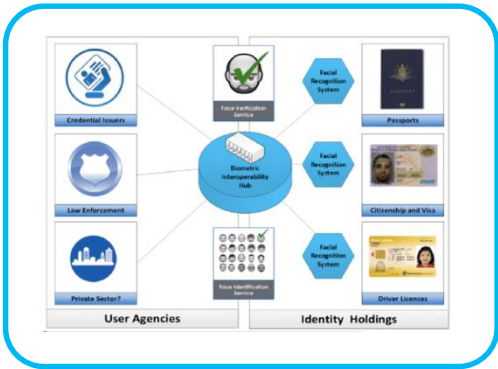 Credential Issuers
Law Enforcement
Private Sector?
User Agencies
Face Verification
Service
Biometric
Interoperability
Hub
Face Identification
Service
Facial
Recognition
System
Facial
Recognition
System
Facial
Recognition
System
PASSPORT
Passports
Citizenship and Visa
Driver Licences
Identity Holdings